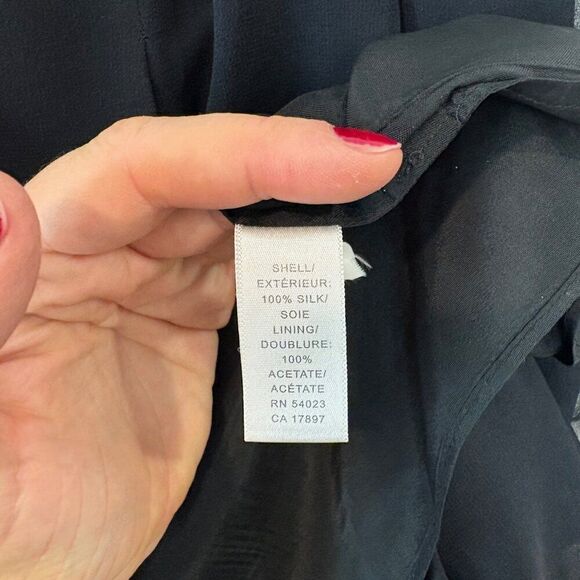 SHELL/
EXTÉRIEUR:
100% SILK/
SOIE
LINING/
DOUBLURE:
100%
ACETATE/
ACÉTATE
RN 54023
CA 17897